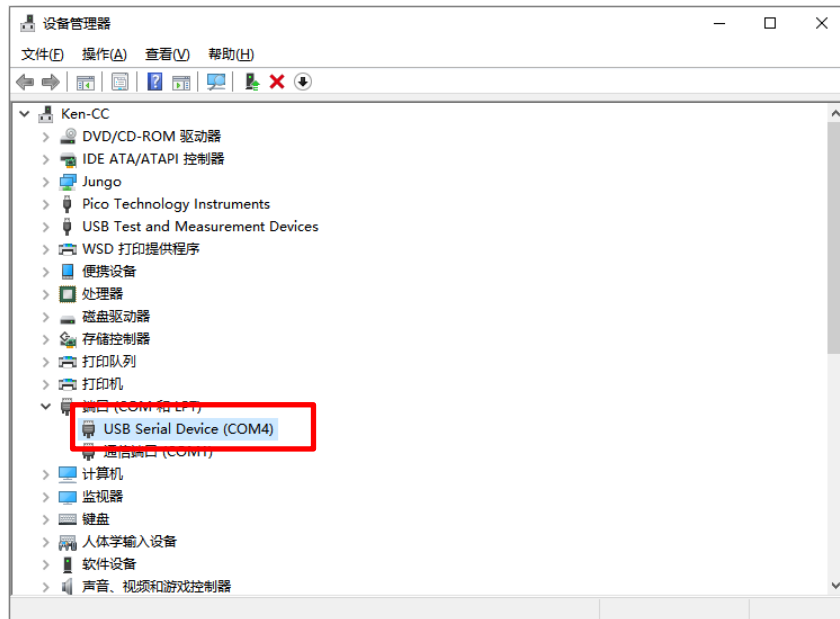 设备管理器
文件(F) 操作(A) 查看(V) 帮助(H)
Ken-CC
DVD/CD-ROM 驱动器
IDE ATA/ATAPI 控制器
Jungo
Pico Technology Instruments
USB Test and Measurement Devices
WSD 打印提供程序
便携设备
处理器
磁盘驱动器
存储控制器
打印队列
打印机
端口 (COM 和 LPT)
USB Serial Device (COM4)
通信端口 (COM1)
计算机
监视器
键盘
人体学输入设备
软件设备
声音、视频和游戏控制器